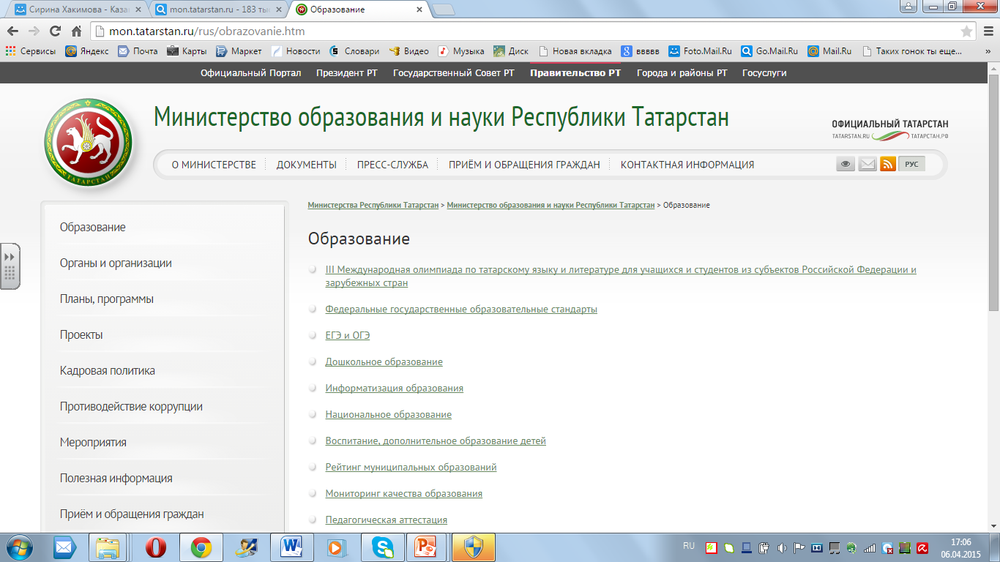 Сирина Хакимова - Каза
mon.tatarstan.ru - 183 ты
Образование
mon.tatarstan.ru/rus/obrazovanie.htm
Сервисы Яндекс Почта Карты Маркет Новости Словари Видео Музыка Диск Новая вкладка ввввв Foto.Mail.Ru Go.Mail.Ru Mail.Ru Таких гонок ты еще... »
Официальный Портал Президент РТ Государственный Совет РТ Правительство РТ Города и районы РТ Госуслуги
ТАТАРСТАН
Министерство образования и науки Республики Татарстан
ОФИЦИАЛЬНЫЙ ТАТАРСТАН
TATARSTAN.RU ТАТАРСТАН.РФ
О МИНИСТЕРСТВЕ ДОКУМЕНТЫ ПРЕСС-СЛУЖБА ПРИЁМ И ОБРАЩЕНИЯ ГРАЖДАН КОНТАКТНАЯ ИНФОРМАЦИЯ РУС
Образование
Органы и организации
Планы, программы
Проекты
Кадровая политика
Противодействие коррупции
Мероприятия
Полезная информация
Приём и обращения граждан
Министерства Республики Татарстан > Министерство образования и науки Республики Татарстан > Образование
Образование
III Международная олимпиада по татарскому языку и литературе для учащихся и студентов из субъектов Российской Федерации и
зарубежных стран
Федеральные государственные образовательные стандарты
ЕГЭ и ОГЭ
Дошкольное образование
Информатизация образования
Национальное образование
Воспитание, дополнительное образование детей
Рейтинг муниципальных образований
Мониторинг качества образования
Педагогическая аттестация
RU
17:06
06.04.2015